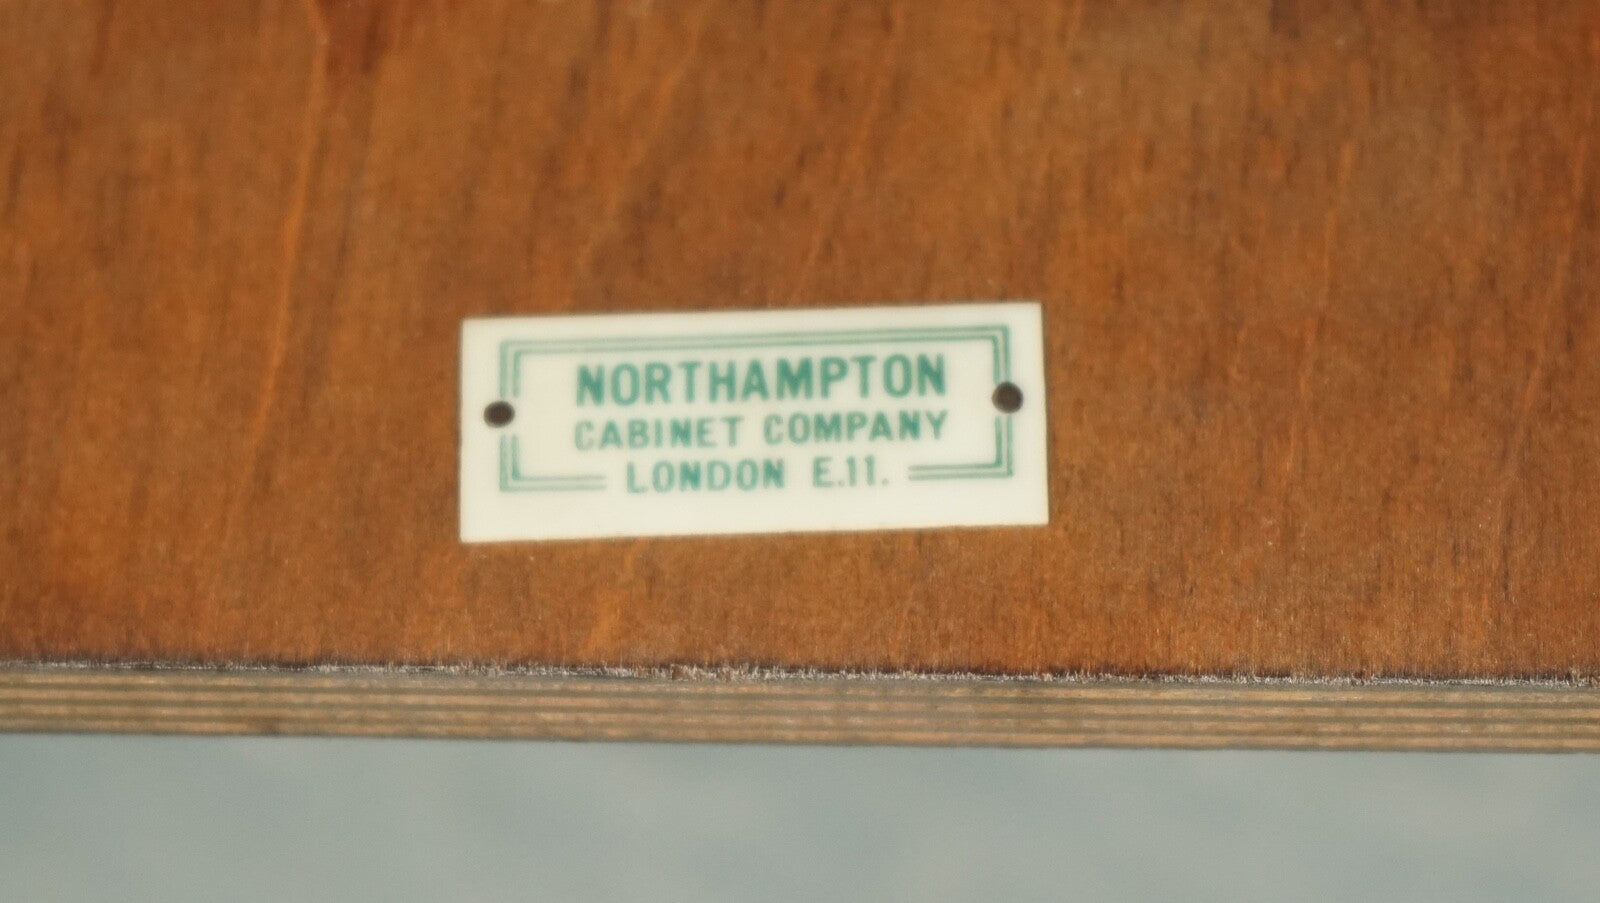 NORTHAMPTON
CABINET COMPANY
LONDON E.11.